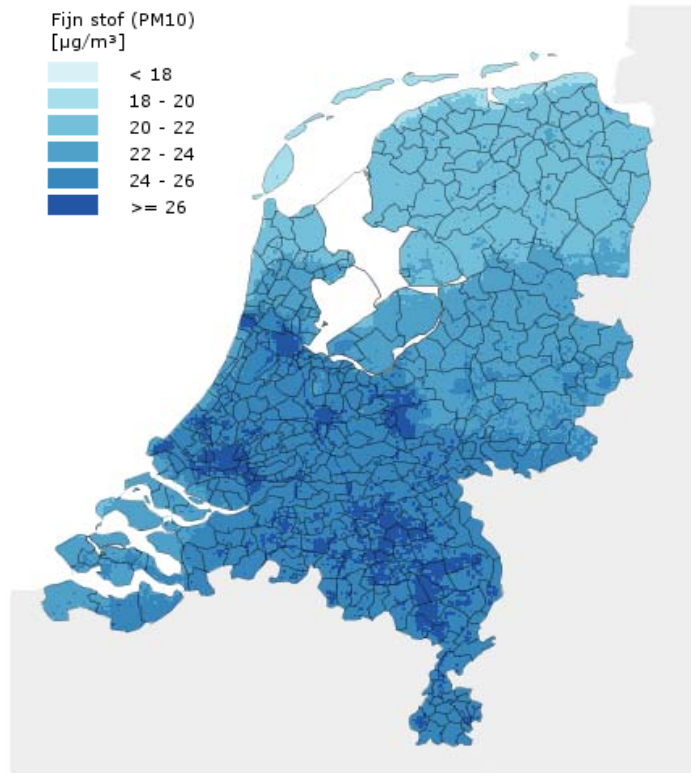 Fijn stof (PM10)
[µg/m³]
< 18
18 - 20
20 - 22
22 - 24
24 - 26
>= 26